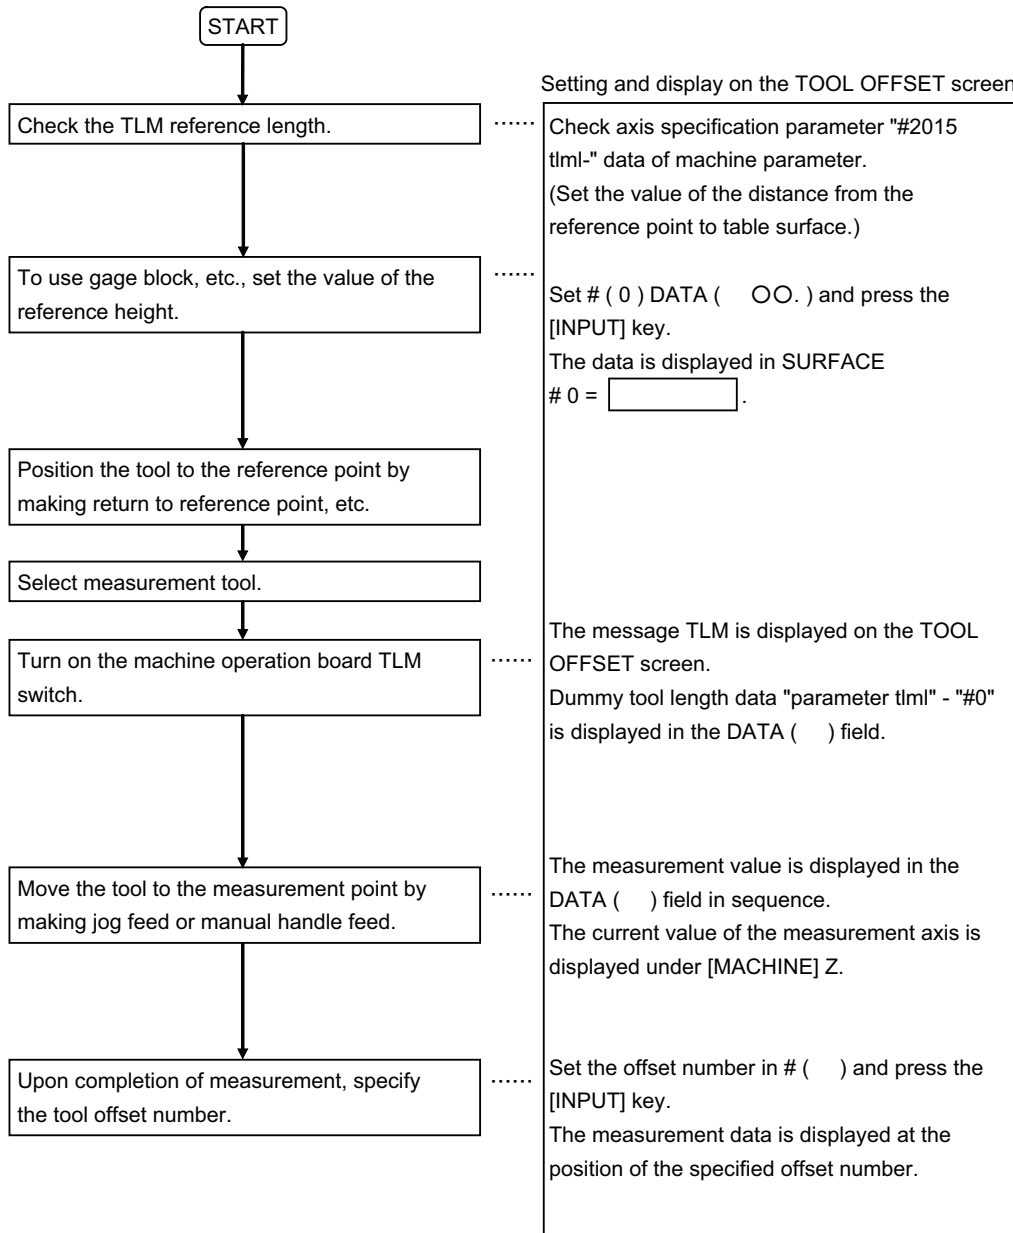 START
Setting and display on the TOOL OFFSET screen
Check the TLM reference length.
......
Check axis specification parameter "#2015
tlml-" data of machine parameter.
(Set the value of the distance from the
reference point to table surface.)
To use gage block, etc., set the value of the
reference height.
......
Set # ( 0 ) DATA (    ○○. ) and press the
[INPUT] key.
The data is displayed in SURFACE
# 0 =            .
Position the tool to the reference point by
making return to reference point, etc.
Select measurement tool.
Turn on the machine operation board TLM
switch.
......
The message TLM is displayed on the TOOL
OFFSET screen.
Dummy tool length data "parameter tlml" - "#0"
is displayed in the DATA (    ) field.
Move the tool to the measurement point by
making jog feed or manual handle feed.
......
The measurement value is displayed in the
DATA (    ) field in sequence.
The current value of the measurement axis is
displayed under [MACHINE] Z.
Upon completion of measurement, specify
the tool offset number.
......
Set the offset number in # (    ) and press the
[INPUT] key.
The measurement data is displayed at the
position of the specified offset number.